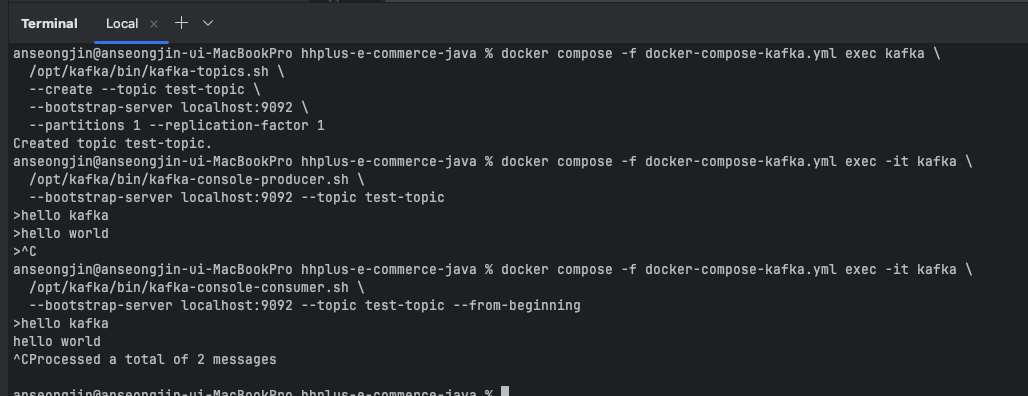 Terminal Local × +
anseongjin@anseongjin-ui-MacBookPro hhplus-e-commerce-java % docker compose -f docker-compose-kafka.yml exec kafka \
  /opt/kafka/bin/kafka-topics.sh \
  --create --topic test-topic \
  --bootstrap-server localhost:9092 \
  --partitions 1 --replication-factor 1
Created topic test-topic.
anseongjin@anseongjin-ui-MacBookPro hhplus-e-commerce-java % docker compose -f docker-compose-kafka.yml exec -it kafka \
  /opt/kafka/bin/kafka-console-producer.sh \
  --bootstrap-server localhost:9092 --topic test-topic
>hello kafka
>hello world
>^C
anseongjin@anseongjin-ui-MacBookPro hhplus-e-commerce-java % docker compose -f docker-compose-kafka.yml exec -it kafka \
  /opt/kafka/bin/kafka-console-consumer.sh \
  --bootstrap-server localhost:9092 --topic test-topic --from-beginning
>hello kafka
hello world
^CProcessed a total of 2 messages
anseongjin@anseongjin-ui-MacBookPro hhplus-e-commerce-java %